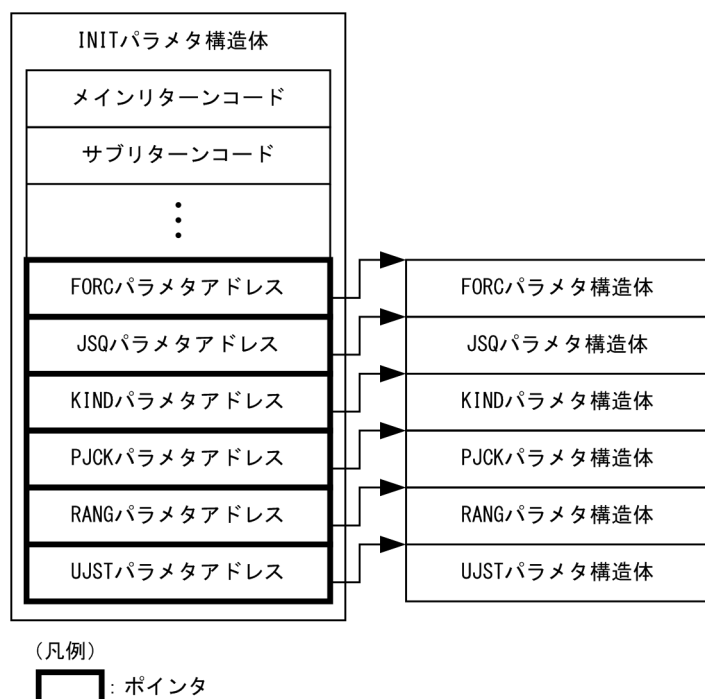 INITパラメタ構造体
メインリターンコード
サブリターンコード
⋮
FORCパラメタアドレス
FORCパラメタ構造体
JSQパラメタアドレス
JSQパラメタ構造体
KINDパラメタアドレス
KINDパラメタ構造体
PJCKパラメタアドレス
PJCKパラメタ構造体
RANGパラメタアドレス
RANGパラメタ構造体
UJSTパラメタアドレス
UJSTパラメタ構造体
(凡例)
: ポインタ